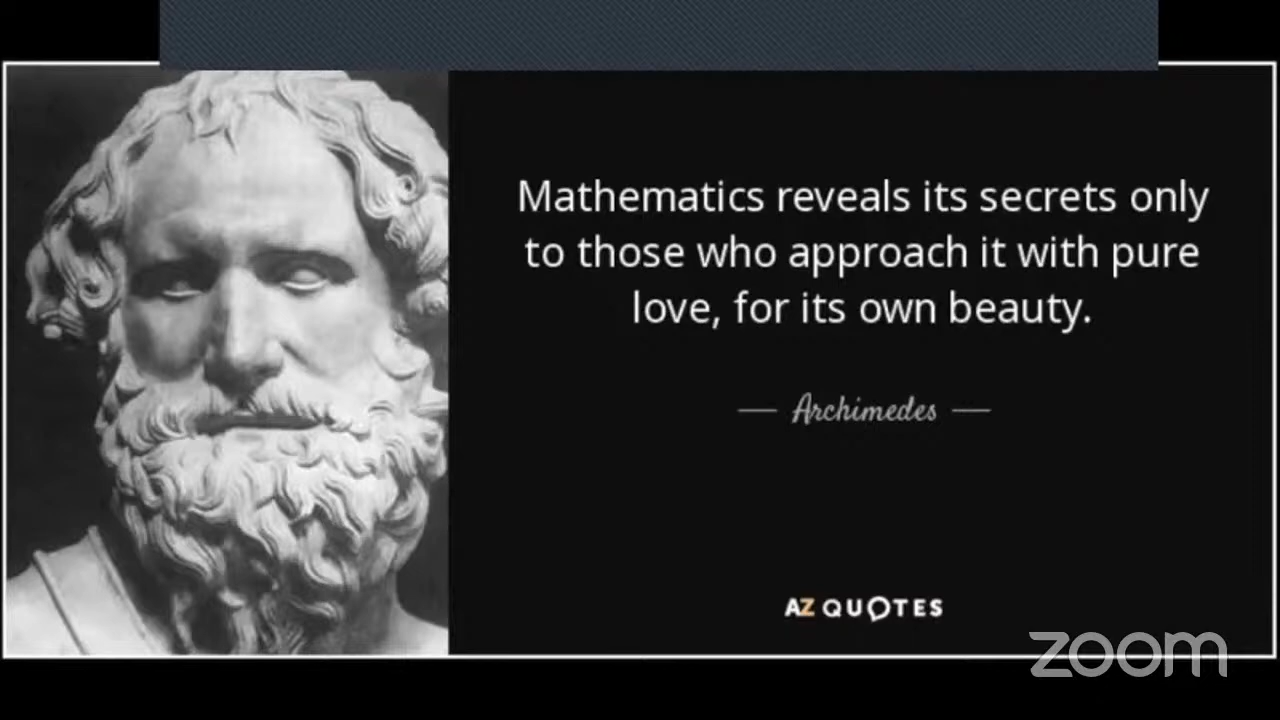 Mathematics reveals its secrets only
to those who approach it with pure
love, for its own beauty.
— Archimedes —
AZ QUOTES
zoom